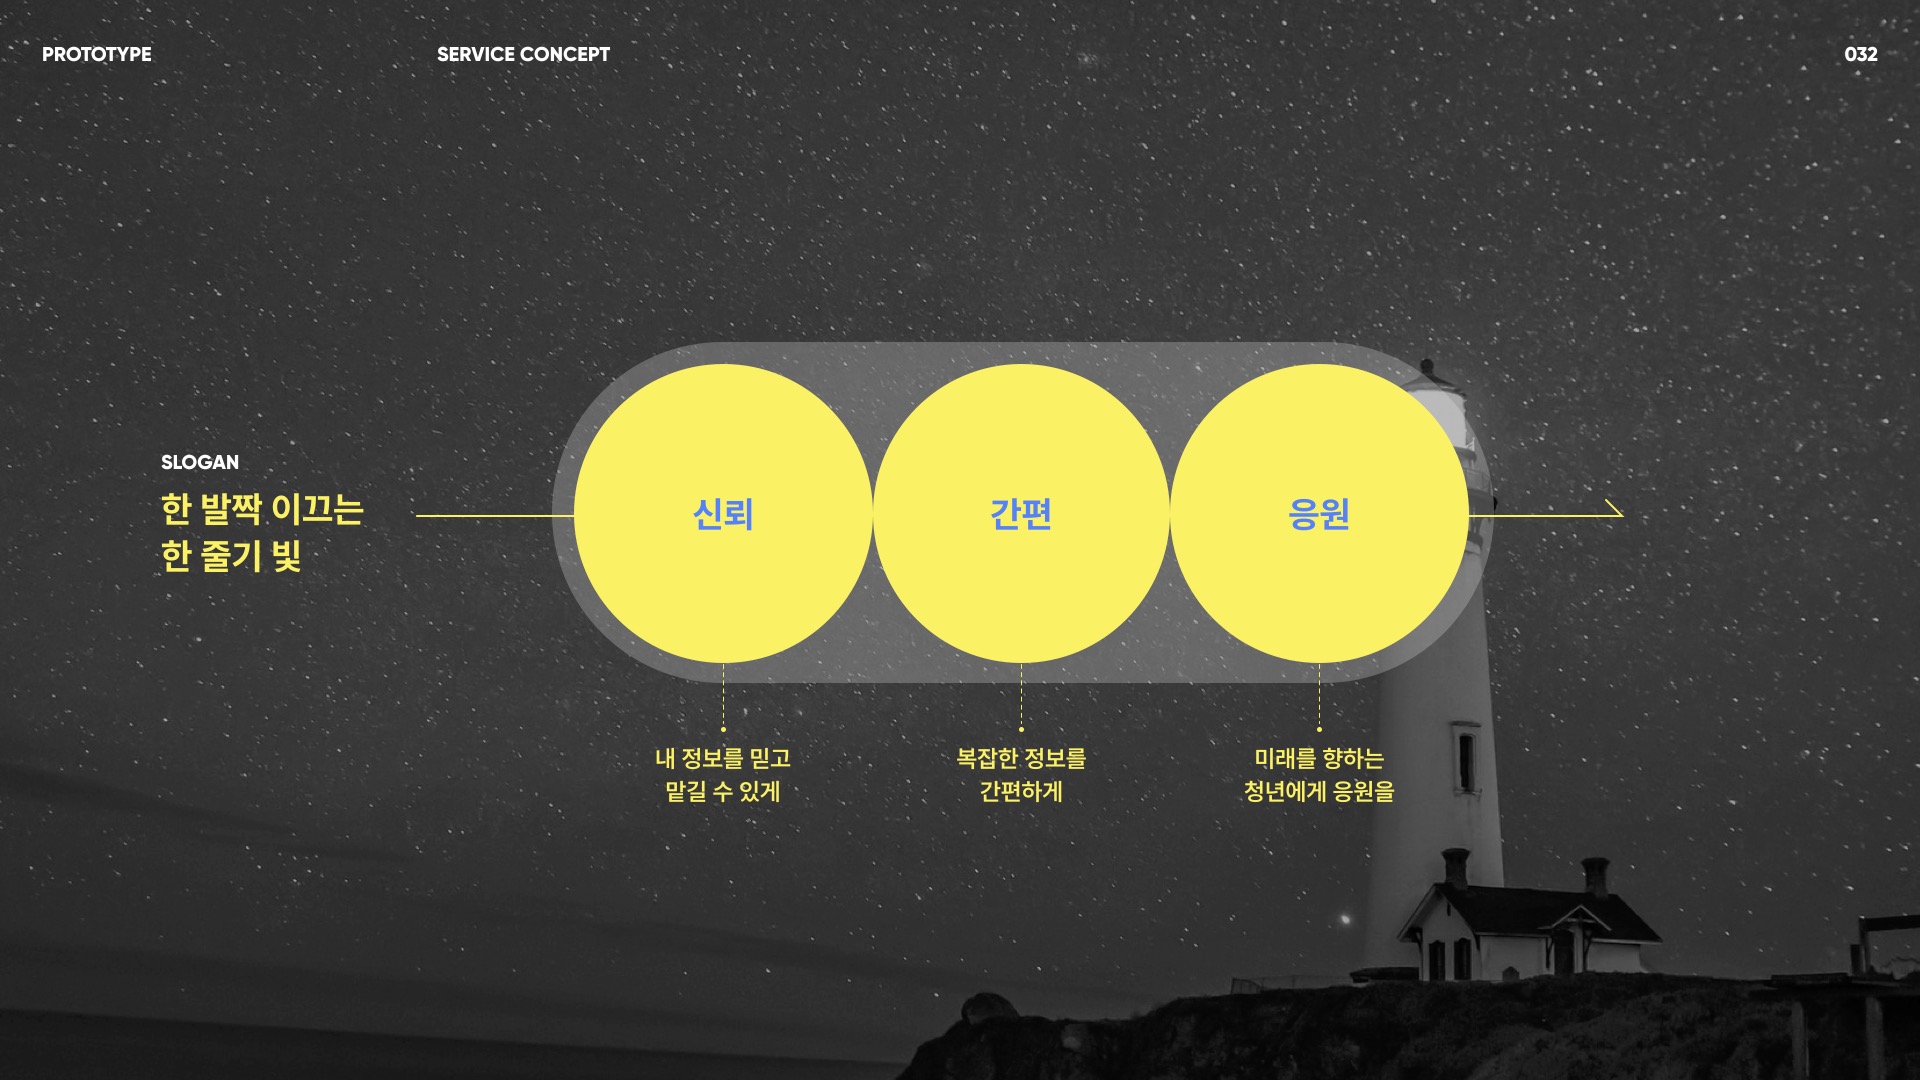 PROTOTYPE
SERVICE CONCEPT
032
SLOGAN
한 발짝 이끄는
한 줄기 빛
신뢰
간편
응원
내 정보를 믿고
맡길 수 있게
복잡한 정보를
간편하게
미래를 향하는
청년에게 응원을